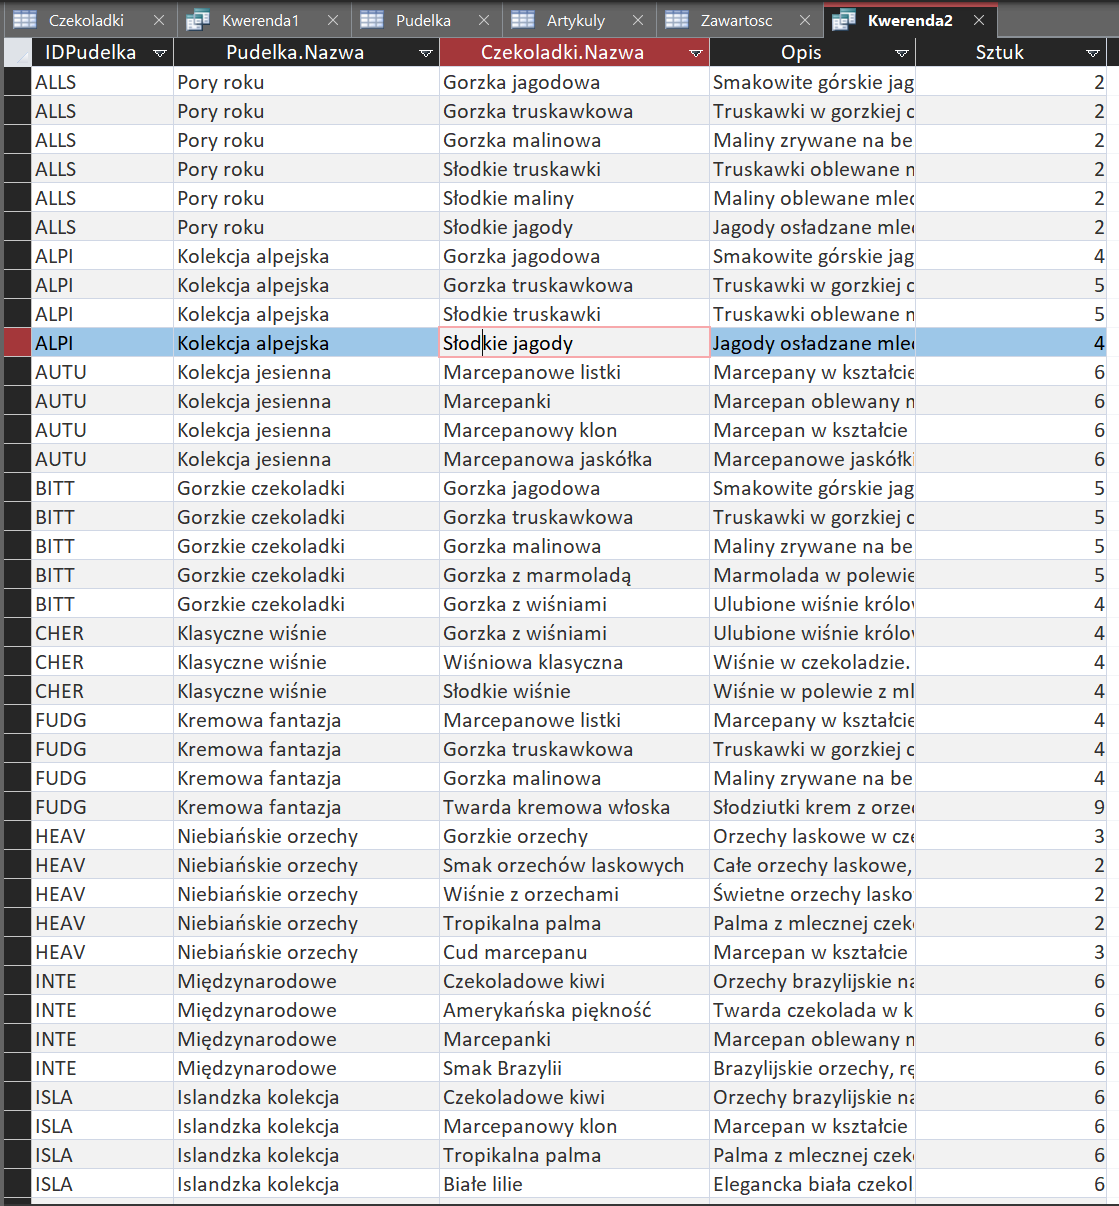 Czekoladki Kwerenda1 Pudelka Artykuly Zawartosc Kwerenda2
IDPudelka Pudelka.Nazwa Czekoladki.Nazwa Opis Sztuk
ALLS Pory roku Gorzka jagodowa Smakowite górskie jag 2
ALLS Pory roku Gorzka truskawkowa Truskawki w gorzkiej c 2
ALLS Pory roku Gorzka malinowa Maliny zrywane na be 2
ALLS Pory roku Słodkie truskawki Truskawki oblewane m 2
ALLS Pory roku Słodkie maliny Maliny oblewane mlec 2
ALLS Pory roku Słodkie jagody Jagody osładzane mlec 2
ALPI Kolekcja alpejska Gorzka jagodowa Smakowite górskie jag 4
ALPI Kolekcja alpejska Gorzka truskawkowa Truskawki w gorzkiej c 5
ALPI Kolekcja alpejska Słodkie truskawki Truskawki oblewane m 5
ALPI Kolekcja alpejska Słodkie jagody Jagody osładzane mlec 4
AUTU Kolekcja jesienna Marcepanowe listki Marcepany w kształcie 6
AUTU Kolekcja jesienna Marcepanki Marcepan oblewany m 6
AUTU Kolekcja jesienna Marcepanowy klon Marcepan w kształcie 6
AUTU Kolekcja jesienna Marcepanowa jaskółka Marcepanowe jaskółki 6
BITT Gorzkie czekoladki Gorzka jagodowa Smakowite górskie jag 5
BITT Gorzkie czekoladki Gorzka truskawkowa Truskawki w gorzkiej c 5
BITT Gorzkie czekoladki Gorzka malinowa Maliny zrywane na be 5
BITT Gorzkie czekoladki Gorzka z marmoladą Marmolada w polewie 5
BITT Gorzkie czekoladki Gorzka z wiśniami Ulubione wiśnie królow 4
CHER Klasyczne wiśnie Gorzka z wiśniami Ulubione wiśnie królow 4
CHER Klasyczne wiśnie Wiśniowa klasyczna Wiśnie w czekoladzie. 4
CHER Klasyczne wiśnie Słodkie wiśnie Wiśnie w polewie z ml 4
FUDG Kremowa fantazja Marcepanowe listki Marcepany w kształcie 4
FUDG Kremowa fantazja Gorzka truskawkowa Truskawki w gorzkiej c 4
FUDG Kremowa fantazja Gorzka malinowa Maliny zrywane na be 4
FUDG Kremowa fantazja Twarda kremowa włoska Słodziutki krem z orzec 9
HEAV Niebiańskie orzechy Gorzkie orzechy Orzechy laskowe w cze 3
HEAV Niebiańskie orzechy Smak orzechów laskowych Całe orzechy laskowe, 2
HEAV Niebiańskie orzechy Wiśnie z orzechami Świetne orzechy lasko 2
HEAV Niebiańskie orzechy Tropikalna palma Palma z mlecznej czek 2
HEAV Niebiańskie orzechy Cud marcepanu Marcepan w kształcie 3
INTE Międzynarodowe Czekoladowe kiwi Orzechy brazylijskie na 6
INTE Międzynarodowe Amerykańska piękność Twarda czekolada w k 6
INTE Międzynarodowe Marcepanki Marcepan oblewany m 6
INTE Międzynarodowe Smak Brazylii Brazylijskie orzechy, rę 6
ISLA Islandzka kolekcja Czekoladowe kiwi Orzechy brazylijskie na 6
ISLA Islandzka kolekcja Marcepanowy klon Marcepan w kształcie 6
ISLA Islandzka kolekcja Tropikalna palma Palma z mlecznej czek 6
ISLA Islandzka kolekcja Białe lilie Elegancka biała czekol 6